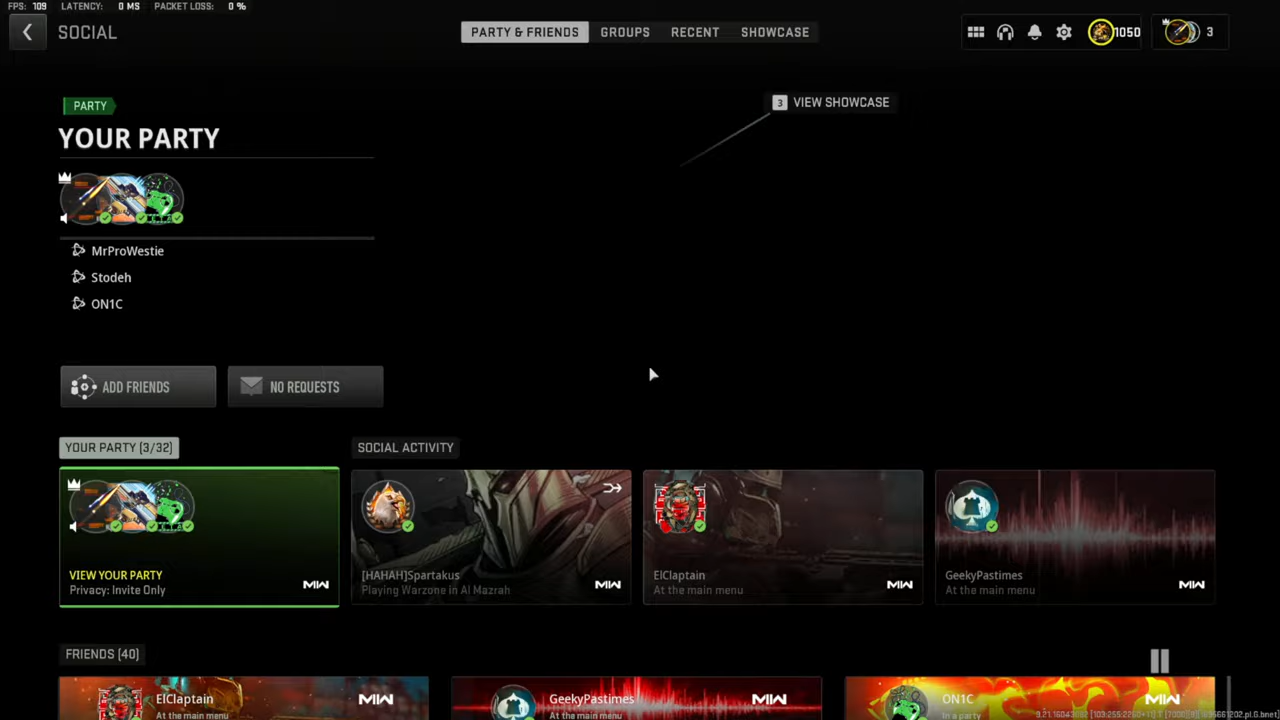 FPS: 109 LATENCY: 0 MS PACKET LOSS: 0 %
SOCIAL
PARTY & FRIENDS GROUPS RECENT SHOWCASE
1050 3
PARTY
3 VIEW SHOWCASE
YOUR PARTY
MrProWestie
Stodeh
ON1C
ADD FRIENDS NO REQUESTS
YOUR PARTY (3/32) SOCIAL ACTIVITY
VIEW YOUR PARTY
Privacy: Invite Only MW
[HAHAH]Spartakus
Playing Warzone in Al Mazrah MW
ElClaptain
At the main menu MW
GeekyPastimes
At the main menu MW
FRIENDS (40)
ElClaptain MW
At the main menu
GeekyPastimes MW
At the main menu
ON1C MW
In a party